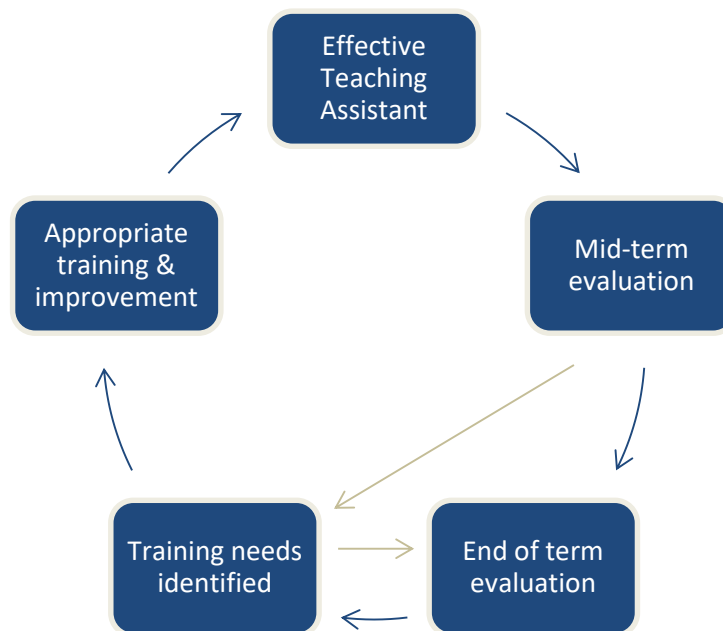 Effective
Teaching
Assistant
Appropriate
training &
improvement
Mid-term
evaluation
Training needs
identified
End of term
evaluation